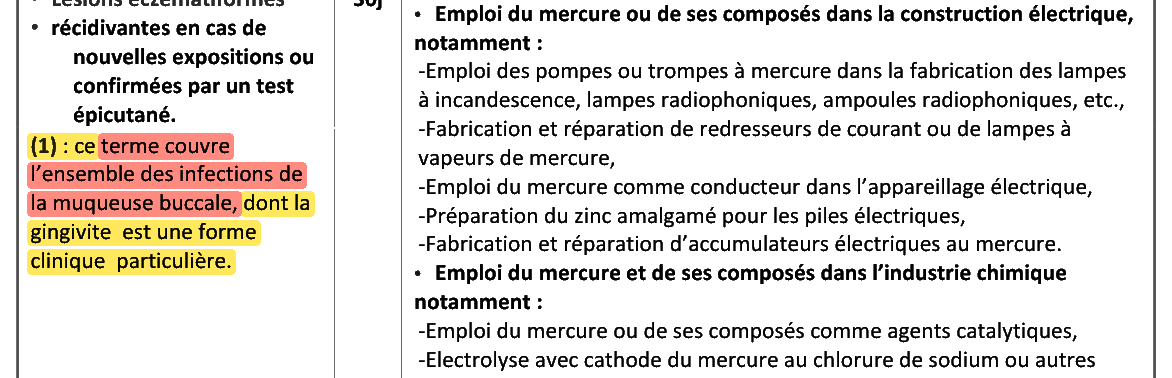 Lésions eczématiformes
• récidivantes en cas de
nouvelles expositions ou
confirmées par un test
épicutané.
(1) : ce terme couvre
l'ensemble des infections de
la muqueuse buccale, dont la
gingivite est une forme
clinique particulière.
30j
• Emploi du mercure ou de ses composés dans la construction électrique,
notamment :
-Emploi des pompes ou trompes à mercure dans la fabrication des lampes
à incandescence, lampes radiophoniques, ampoules radiophoniques, etc.,
-Fabrication et réparation de redresseurs de courant ou de lampes à
vapeurs de mercure,
-Emploi du mercure comme conducteur dans l'appareillage électrique,
-Préparation du zinc amalgamé pour les piles électriques,
-Fabrication et réparation d'accumulateurs électriques au mercure.
• Emploi du mercure et de ses composés dans l'industrie chimique
notamment :
-Emploi du mercure ou de ses composés comme agents catalytiques,
-Electrolyse avec cathode du mercure au chlorure de sodium ou autres